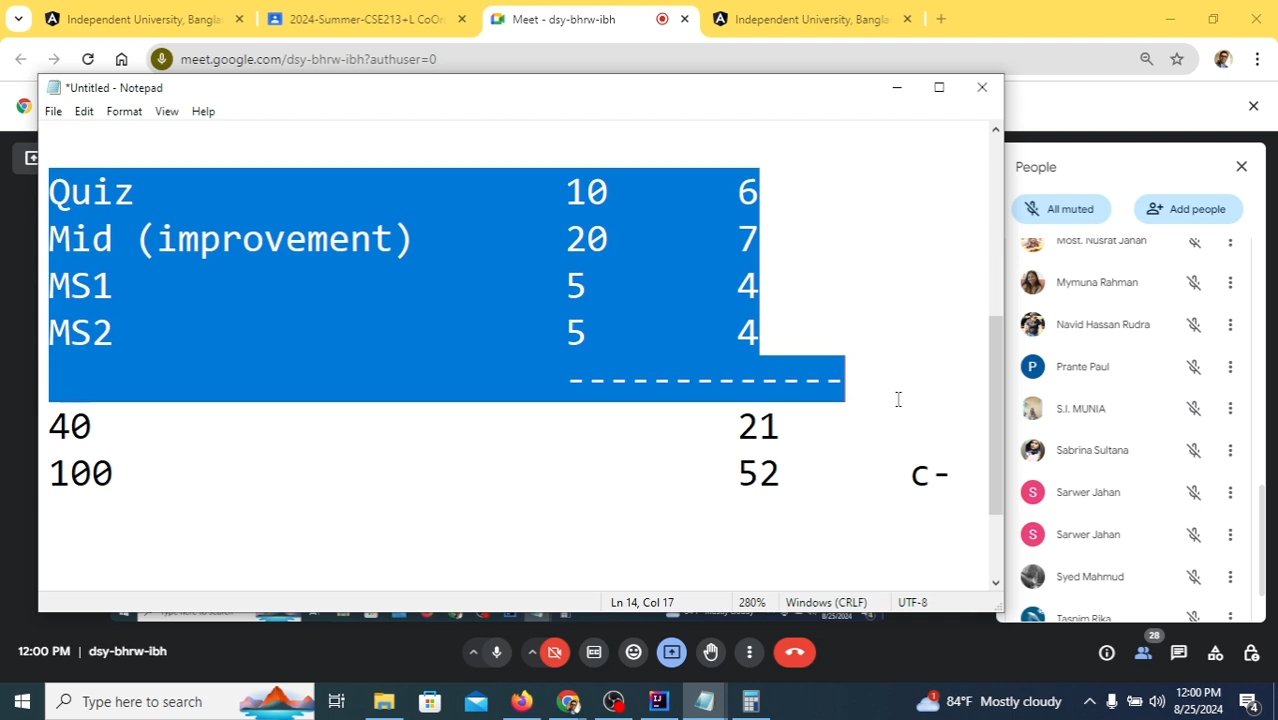 Independent University, Bangla
2024-Summer-CSE213+L CoOn
Meet - dsy-bhrw-ibh
Independent University, Bangla
meet.google.com/dsy-bhrw-ibh?authuser=0
*Untitled - Notepad
File Edit Format View Help
Quiz 10 6
Mid (improvement) 20 7
MS1 5 4
MS2 5 4
-------------
40 21
100 52 c-
Ln 14, Col 17 280% Windows (CRLF) UTF-8
People
All muted
Add people
Most. Nusrat Jahan
Mymuna Rahman
Navid Hassan Rudra
P Prante Paul
S.I. MUNIA
Sabrina Sultana
S Sarwer Jahan
S Sarwer Jahan
Syed Mahmud
Tasnim Rika
12:00 PM | dsy-bhrw-ibh
28
Type here to search
1 84°F Mostly cloudy
12:00 PM
8/25/2024
4